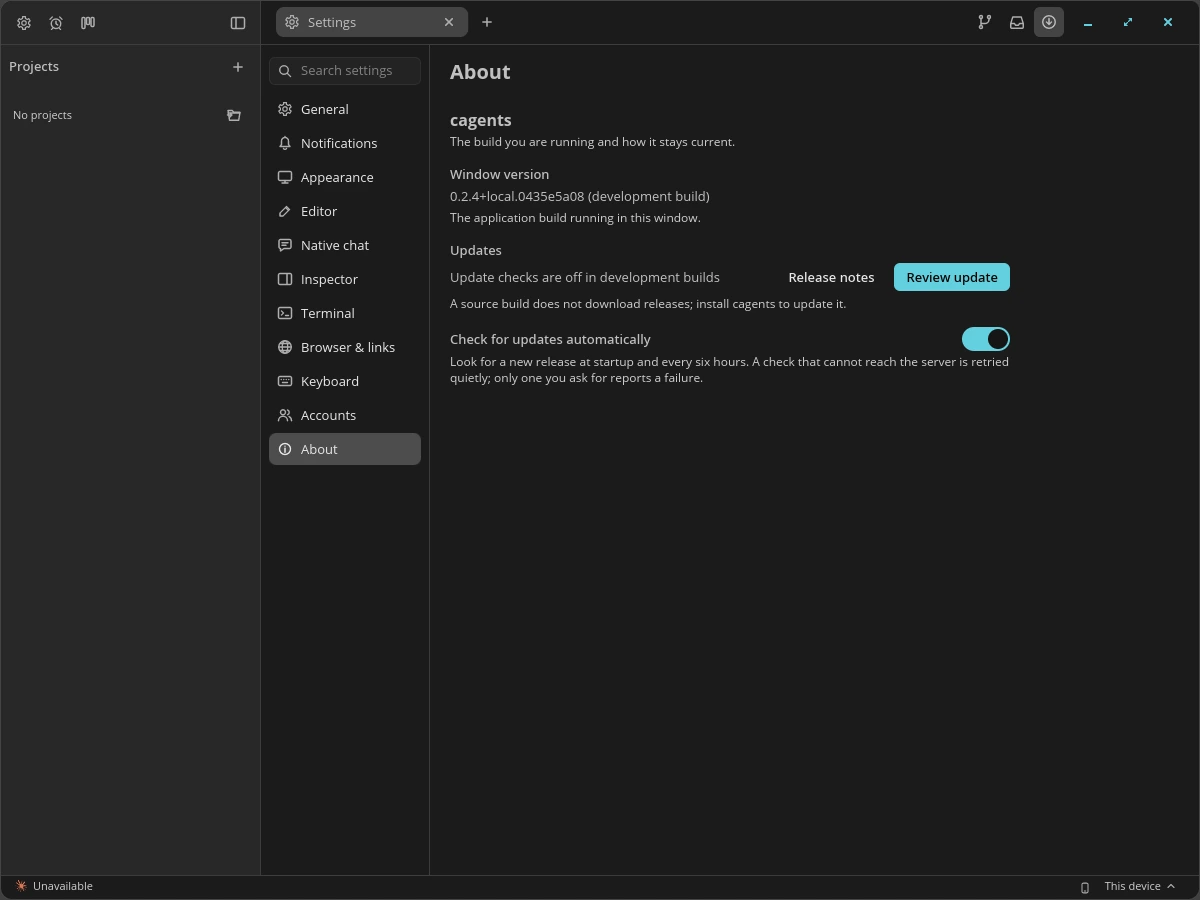 Settings
Projects
No projects
Search settings
General
Notifications
Appearance
Editor
Native chat
Inspector
Terminal
Browser & links
Keyboard
Accounts
About
About
cagents
The build you are running and how it stays current.
Window version
0.2.4+local.0435e5a08 (development build)
The application build running in this window.
Updates
Update checks are off in development builds
Release notes
Review update
A source build does not download releases; install cagents to update it.
Check for updates automatically
Look for a new release at startup and every six hours. A check that cannot reach the server is retried
quietly; only one you ask for reports a failure.
Unavailable
This device